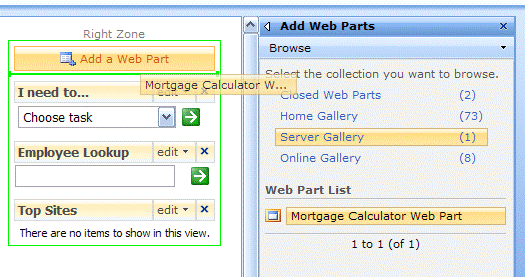 Right Zone
Add a Web Part
Mortgage Calculator W...
I need to...
edit
Choose task
Employee Lookup
edit
Top Sites
edit
There are no items to show in this view.
Add Web Parts
Browse
Select the collection you want to browse.
Closed Web Parts (2)
Home Gallery (73)
Server Gallery (1)
Online Gallery (8)
Web Part List
Mortgage Calculator Web Part
1 to 1 (of 1)